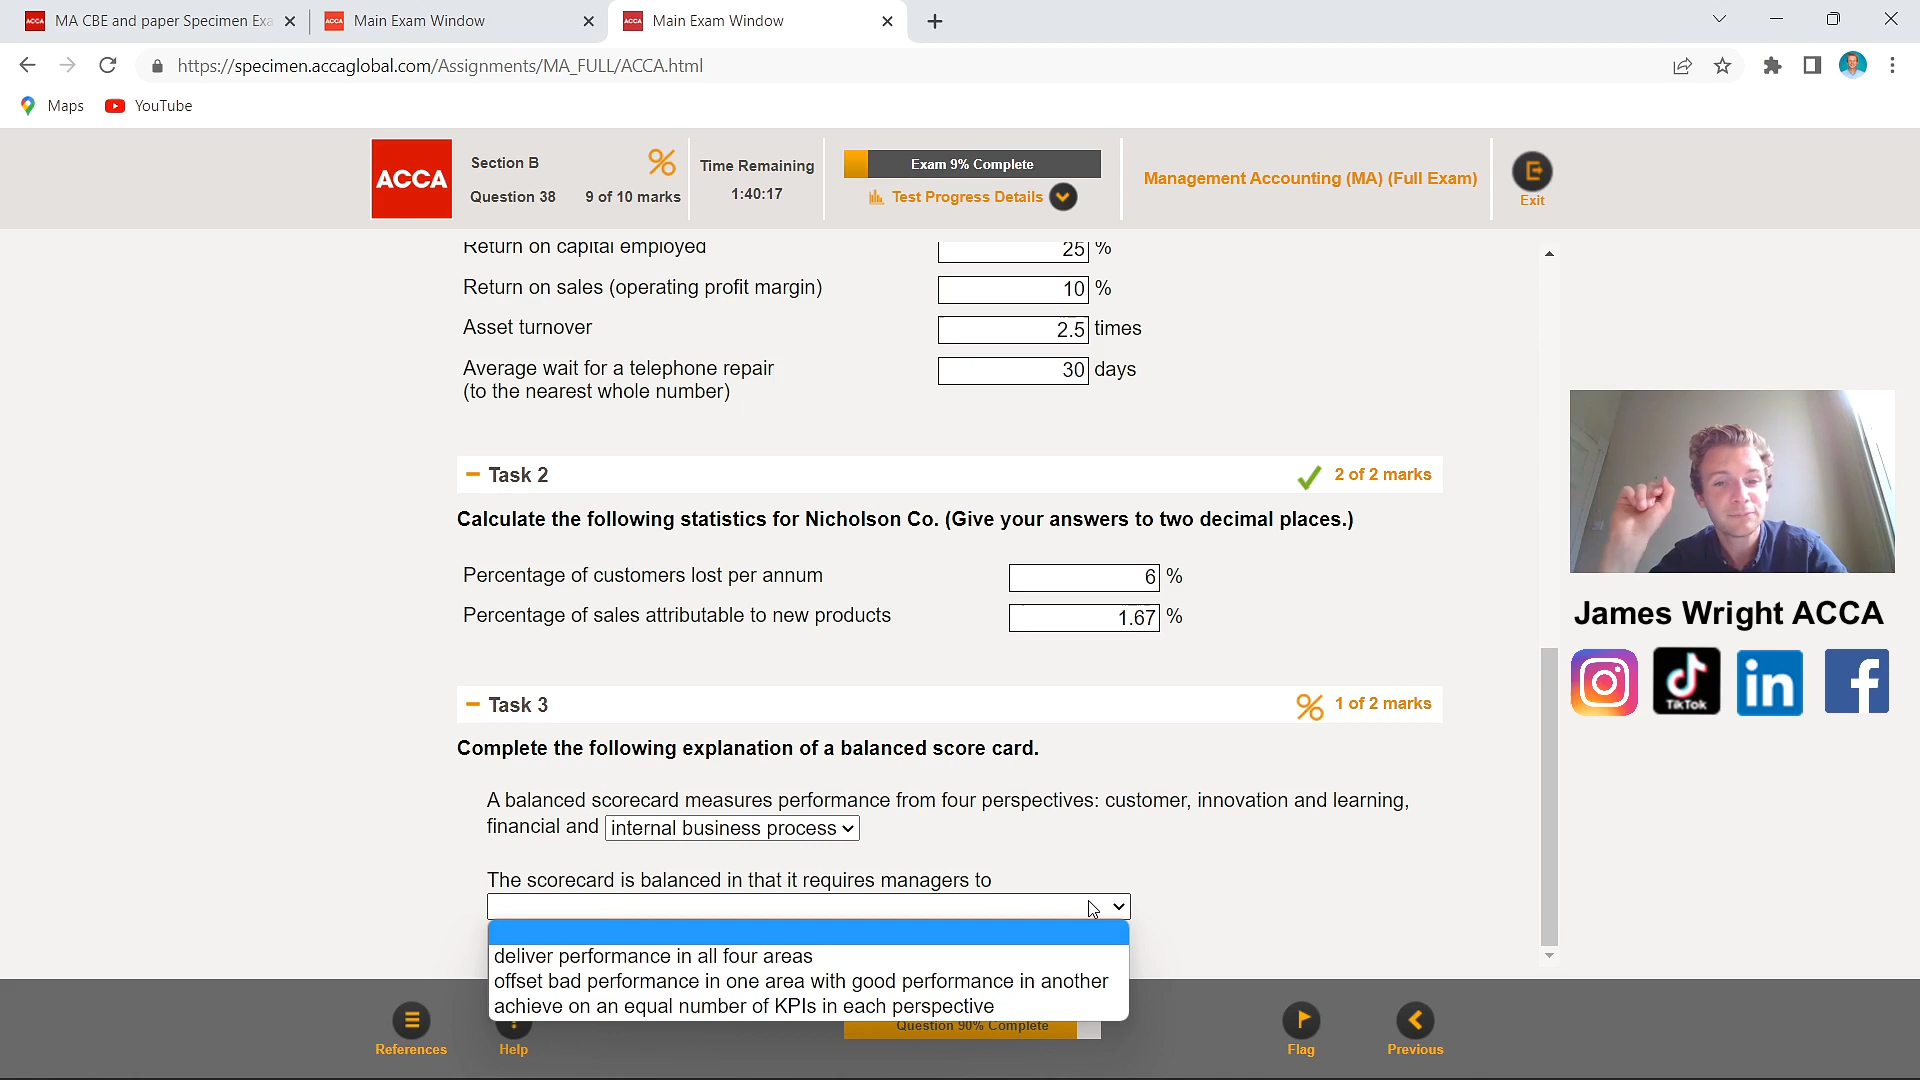 MA CBE and paper Specimen Exa
Main Exam Window
Main Exam Window
https://specimen.accaglobal.com/Assignments/MA_FULL/ACCA.html
Maps
YouTube
ACCA
Section B
Question 38
9 of 10 marks
Time Remaining
1:40:17
Exam 9% Complete
Test Progress Details
Management Accounting (MA) (Full Exam)
Exit
Return on capital employed 25 %
Return on sales (operating profit margin) 10 %
Asset turnover 2.5 times
Average wait for a telephone repair 30 days
(to the nearest whole number)
Task 2
2 of 2 marks
Calculate the following statistics for Nicholson Co. (Give your answers to two decimal places.)
Percentage of customers lost per annum 6 %
Percentage of sales attributable to new products 1.67 %
Task 3
1 of 2 marks
Complete the following explanation of a balanced score card.
A balanced scorecard measures performance from four perspectives: customer, innovation and learning,
financial and internal business process
The scorecard is balanced in that it requires managers to
deliver performance in all four areas
offset bad performance in one area with good performance in another
achieve on an equal number of KPIs in each perspective
References
Help
Question 90% Complete
Flag
Previous
James Wright ACCA
TikTok
in
f